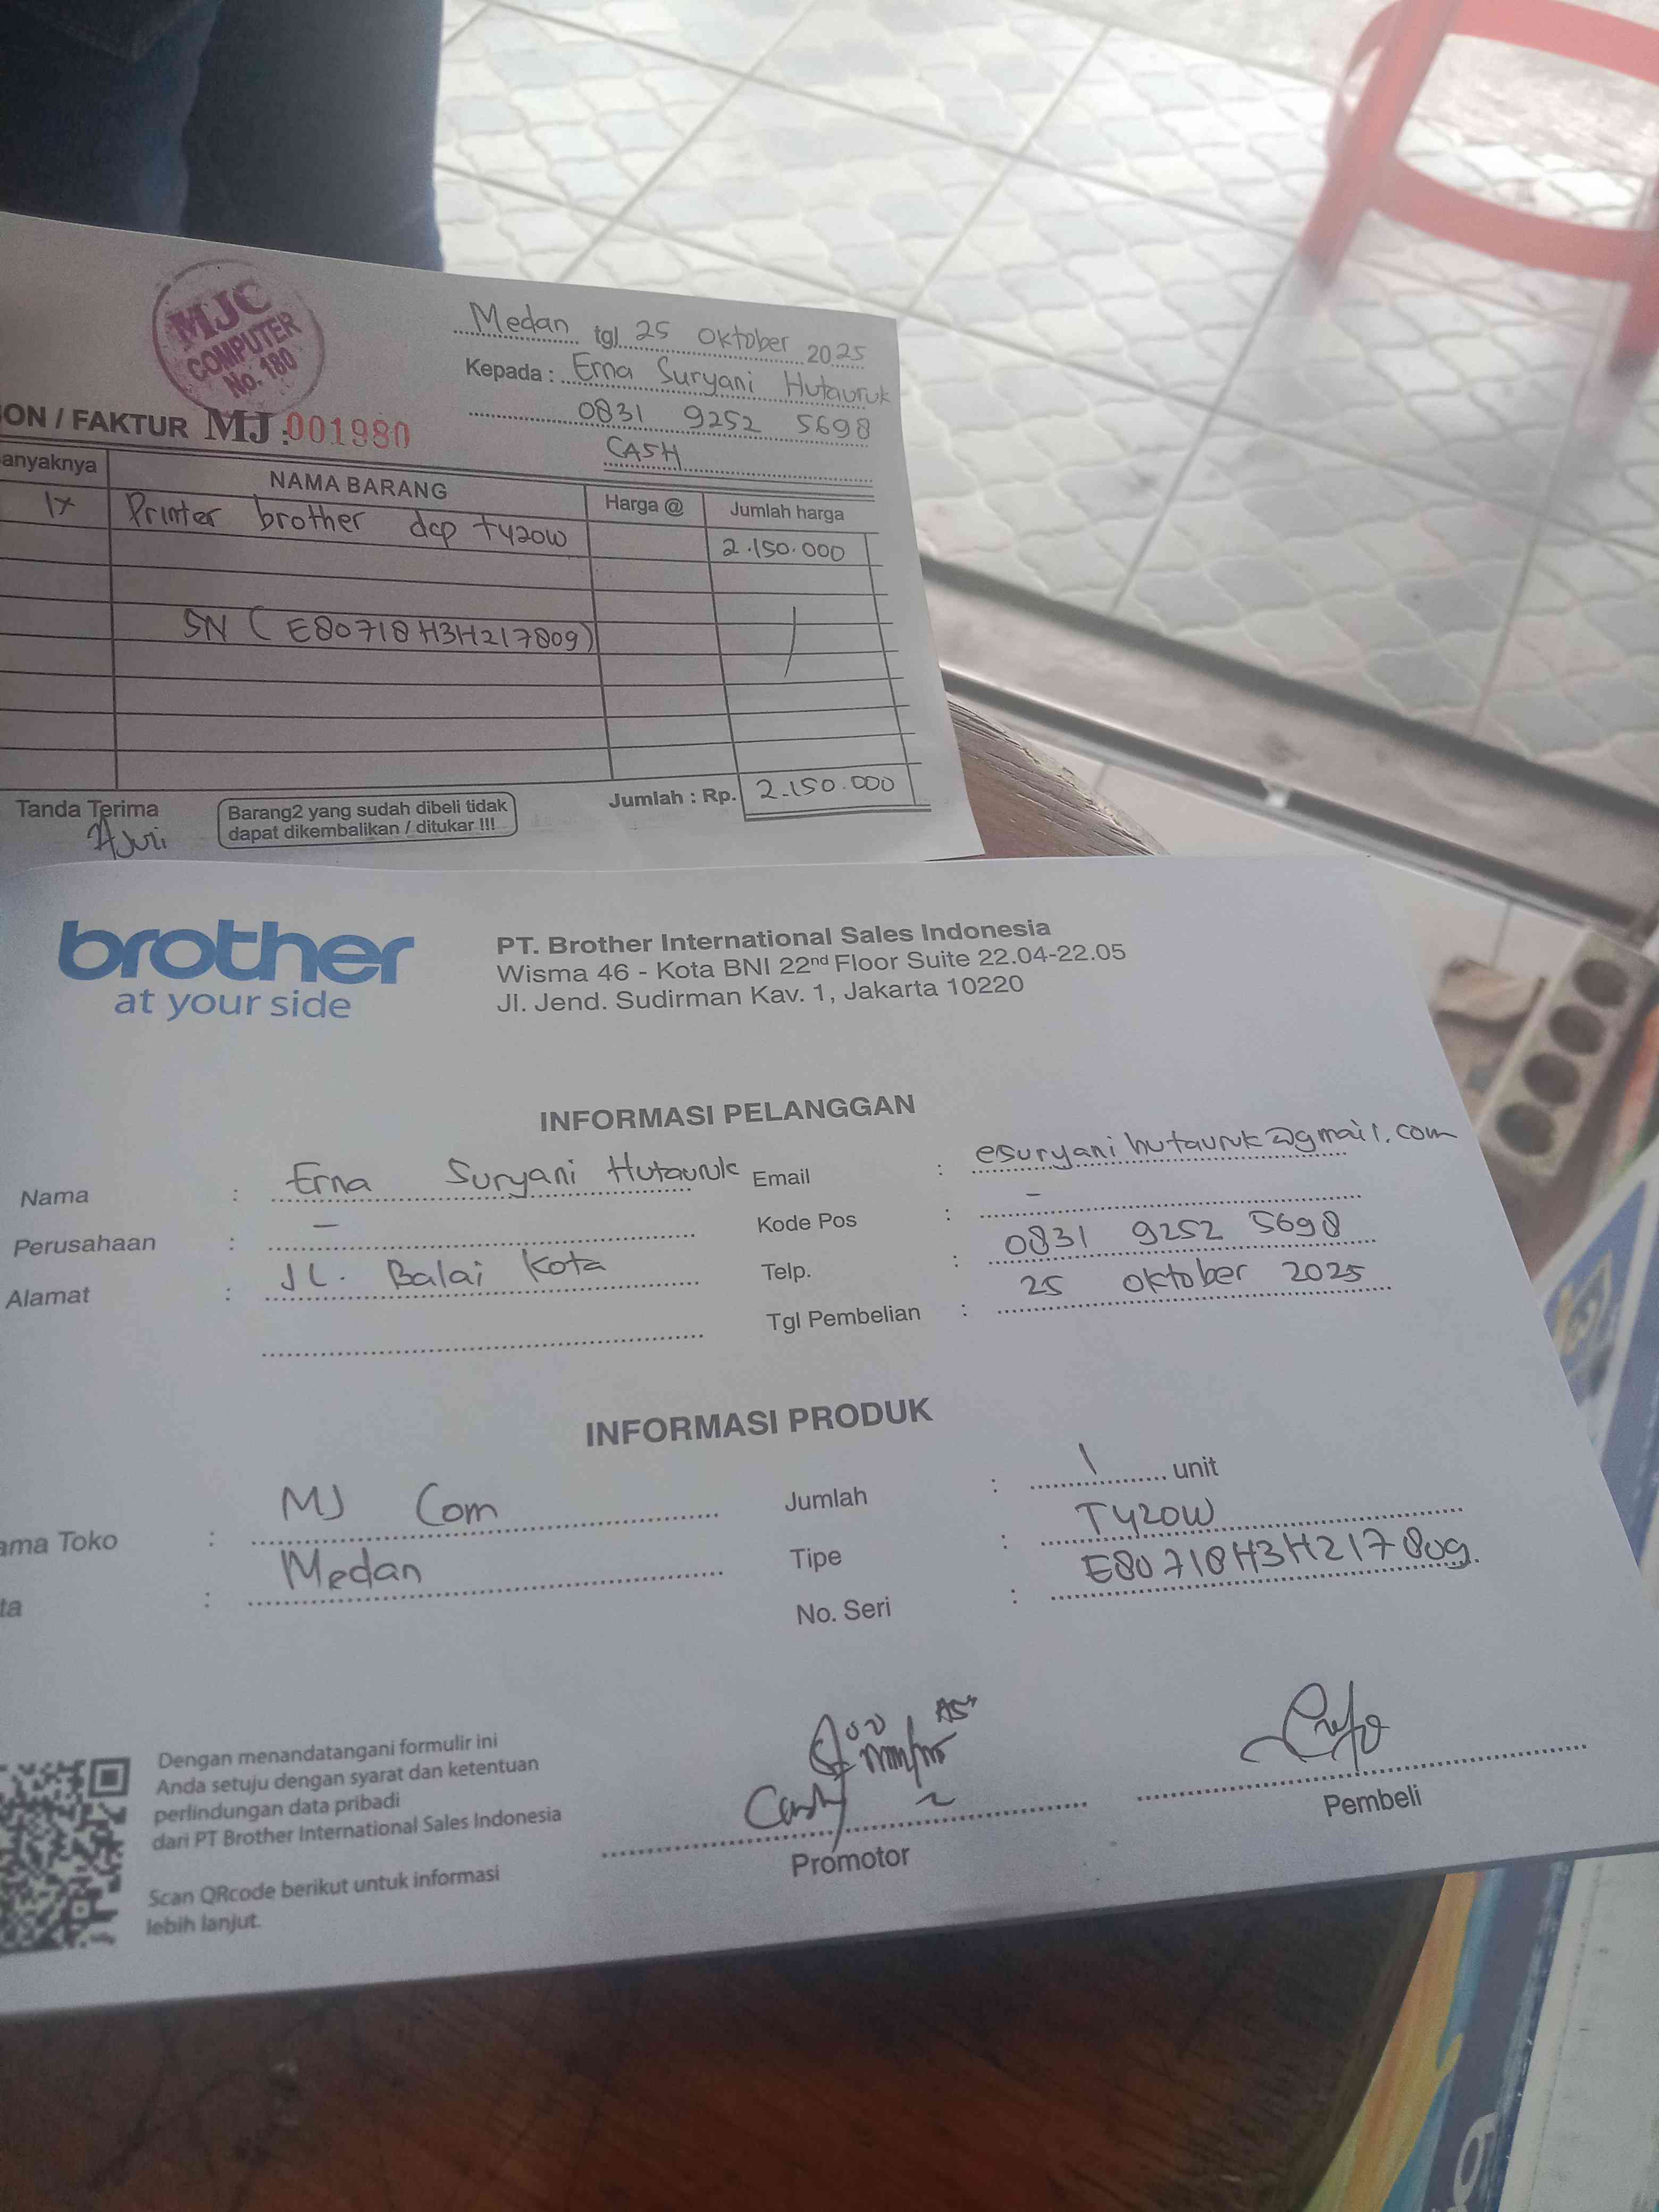 MJC
COMPUTER
No. 180
Medan tgl 25 Oktober 2025
Kepada : Erna Suryani Hutauruk
0831 9252 5698
CASH
ON / FAKTUR MJ : 001980
anyaknya NAMA BARANG Harga @ Jumlah harga
1x Printer brother dcp t420w 2.150.000
SN (E80718H3H217809)
Jumlah : Rp. 2.150.000
Tanda Terima
Barang2 yang sudah dibeli tidak
dapat dikembalikan / ditukar !!!
brother
at your side
PT. Brother International Sales Indonesia
Wisma 46 - Kota BNI 22nd Floor Suite 22.04-22.05
Jl. Jend. Sudirman Kav. 1, Jakarta 10220
INFORMASI PELANGGAN
Nama : Erna Suryani Hutauruk Email : esuryanihutauruk@gmail.com
Perusahaan : - Kode Pos : -
Alamat : JL. Balai Kota Telp. : 0831 9252 5698
Tgl Pembelian : 25 Oktober 2025
INFORMASI PRODUK
ama Toko : MJ Com Jumlah : 1 unit
ta : Medan Tipe : T420W
No. Seri : E80718H3H217809
Dengan menandatangani formulir ini
Anda setuju dengan syarat dan ketentuan
perlindungan data pribadi
dari PT Brother International Sales Indonesia
Scan QRcode berikut untuk informasi
lebih lanjut.
Promotor
Pembeli